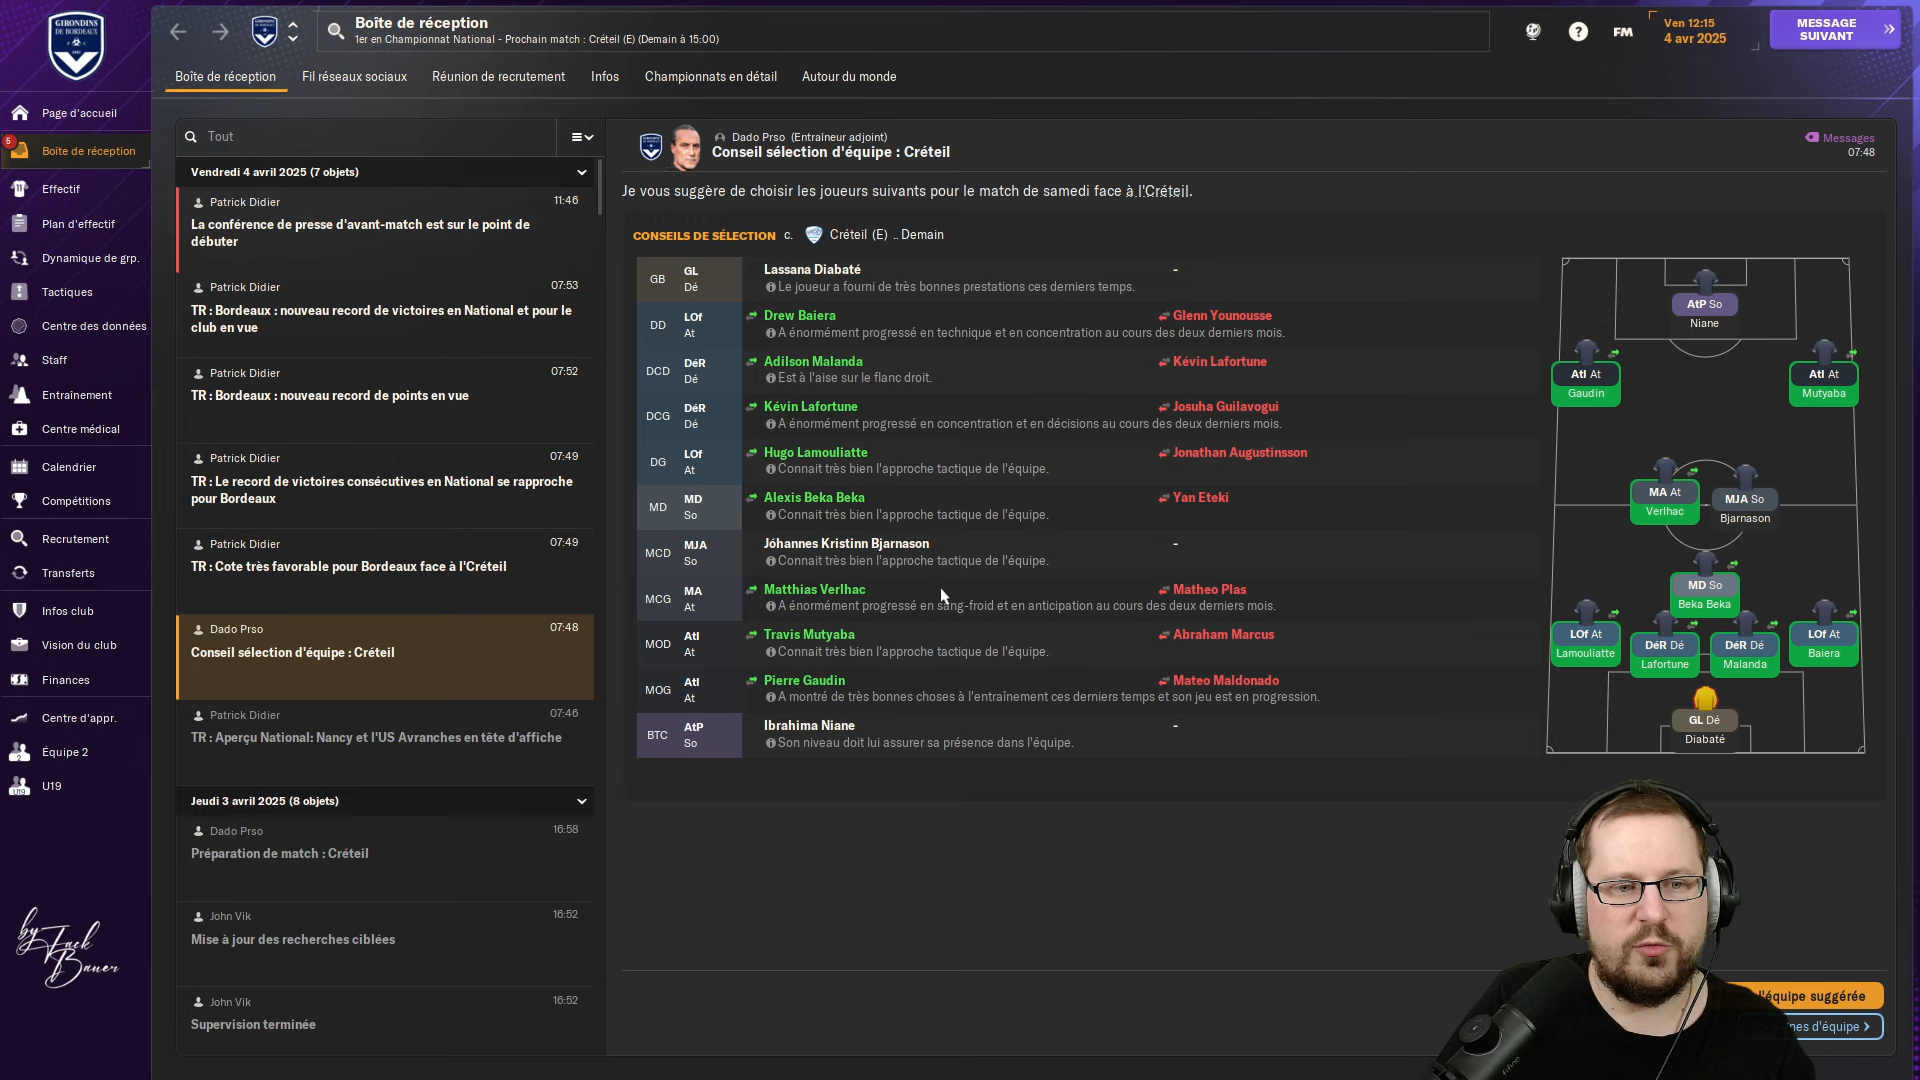 GIRONDINS
DE BORDEAUX
Boîte de réception
1er en Championnat National - Prochain match : Créteil (E) (Demain à 15:00)
FM
Ven 12:15
4 avr 2025
MESSAGE
SUIVANT
Boîte de réception
Fil réseaux sociaux
Réunion de recrutement
Infos
Championnats en détail
Autour du monde
Page d'accueil
5
Boîte de réception
Effectif
Plan d'effectif
Dynamique de grp.
Tactiques
Centre des données
Staff
Entraînement
Centre médical
Calendrier
Compétitions
Recrutement
Transferts
Infos club
Vision du club
Finances
Centre d'appr.
2
Équipe 2
U19
U19
by Jack
Bauer
Tout
Vendredi 4 avril 2025 (7 objets)
Patrick Didier
11:46
La conférence de presse d'avant-match est sur le point de
débuter
Patrick Didier
07:53
TR : Bordeaux : nouveau record de victoires en National et pour le
club en vue
Patrick Didier
07:52
TR : Bordeaux : nouveau record de points en vue
Patrick Didier
07:49
TR : Le record de victoires consécutives en National se rapproche
pour Bordeaux
Patrick Didier
07:49
TR : Cote très favorable pour Bordeaux face à l'Créteil
Dado Prso
07:48
Conseil sélection d'équipe : Créteil
Patrick Didier
07:46
TR : Aperçu National: Nancy et l'US Avranches en tête d'affiche
Jeudi 3 avril 2025 (8 objets)
Dado Prso
16:58
Préparation de match : Créteil
John Vik
16:52
Mise à jour des recherches ciblées
John Vik
16:52
Supervision terminée
Dado Prso (Entraîneur adjoint)
Conseil sélection d'équipe : Créteil
Messages
07:48
Je vous suggère de choisir les joueurs suivants pour le match de samedi face à l'Créteil.
CONSEILS DE SÉLECTION c. Créteil (E) .. Demain
GB
GL
Dé
Lassana Diabaté
-
Le joueur a fourni de très bonnes prestations ces derniers temps.
DD
LOf
At
Drew Baiera
Glenn Younousse
A énormément progressé en technique et en concentration au cours des deux derniers mois.
DCD
DéR
Dé
Adilson Malanda
Kévin Lafortune
Est à l'aise sur le flanc droit.
DCG
DéR
Dé
Kévin Lafortune
Josuha Guilavogui
A énormément progressé en concentration et en décisions au cours des deux derniers mois.
DG
LOf
At
Hugo Lamouliatte
Jonathan Augustinsson
Connait très bien l'approche tactique de l'équipe.
MD
MD
So
Alexis Beka Beka
Yan Eteki
Connait très bien l'approche tactique de l'équipe.
MCD
MJA
So
Jóhannes Kristinn Bjarnason
-
Connait très bien l'approche tactique de l'équipe.
MCG
MA
At
Matthias Verlhac
Matheo Plas
A énormément progressé en sang-froid et en anticipation au cours des deux derniers mois.
MOD
AtI
At
Travis Mutyaba
Abraham Marcus
Connait très bien l'approche tactique de l'équipe.
MOG
AtI
At
Pierre Gaudin
Mateo Maldonado
A montré de très bonnes choses à l'entraînement ces derniers temps et son jeu est en progression.
BTC
AtP
So
Ibrahima Niane
-
Son niveau doit lui assurer sa présence dans l'équipe.
AtP So
Niane
AtI At
Gaudin
AtI At
Mutyaba
MA At
Verlhac
MJA So
Bjarnason
MD So
Beka Beka
LOf At
Lamouliatte
DéR Dé
Lafortune
DéR Dé
Malanda
LOf At
Baiera
GL Dé
Diabaté
l'équipe suggérée
d'équipe